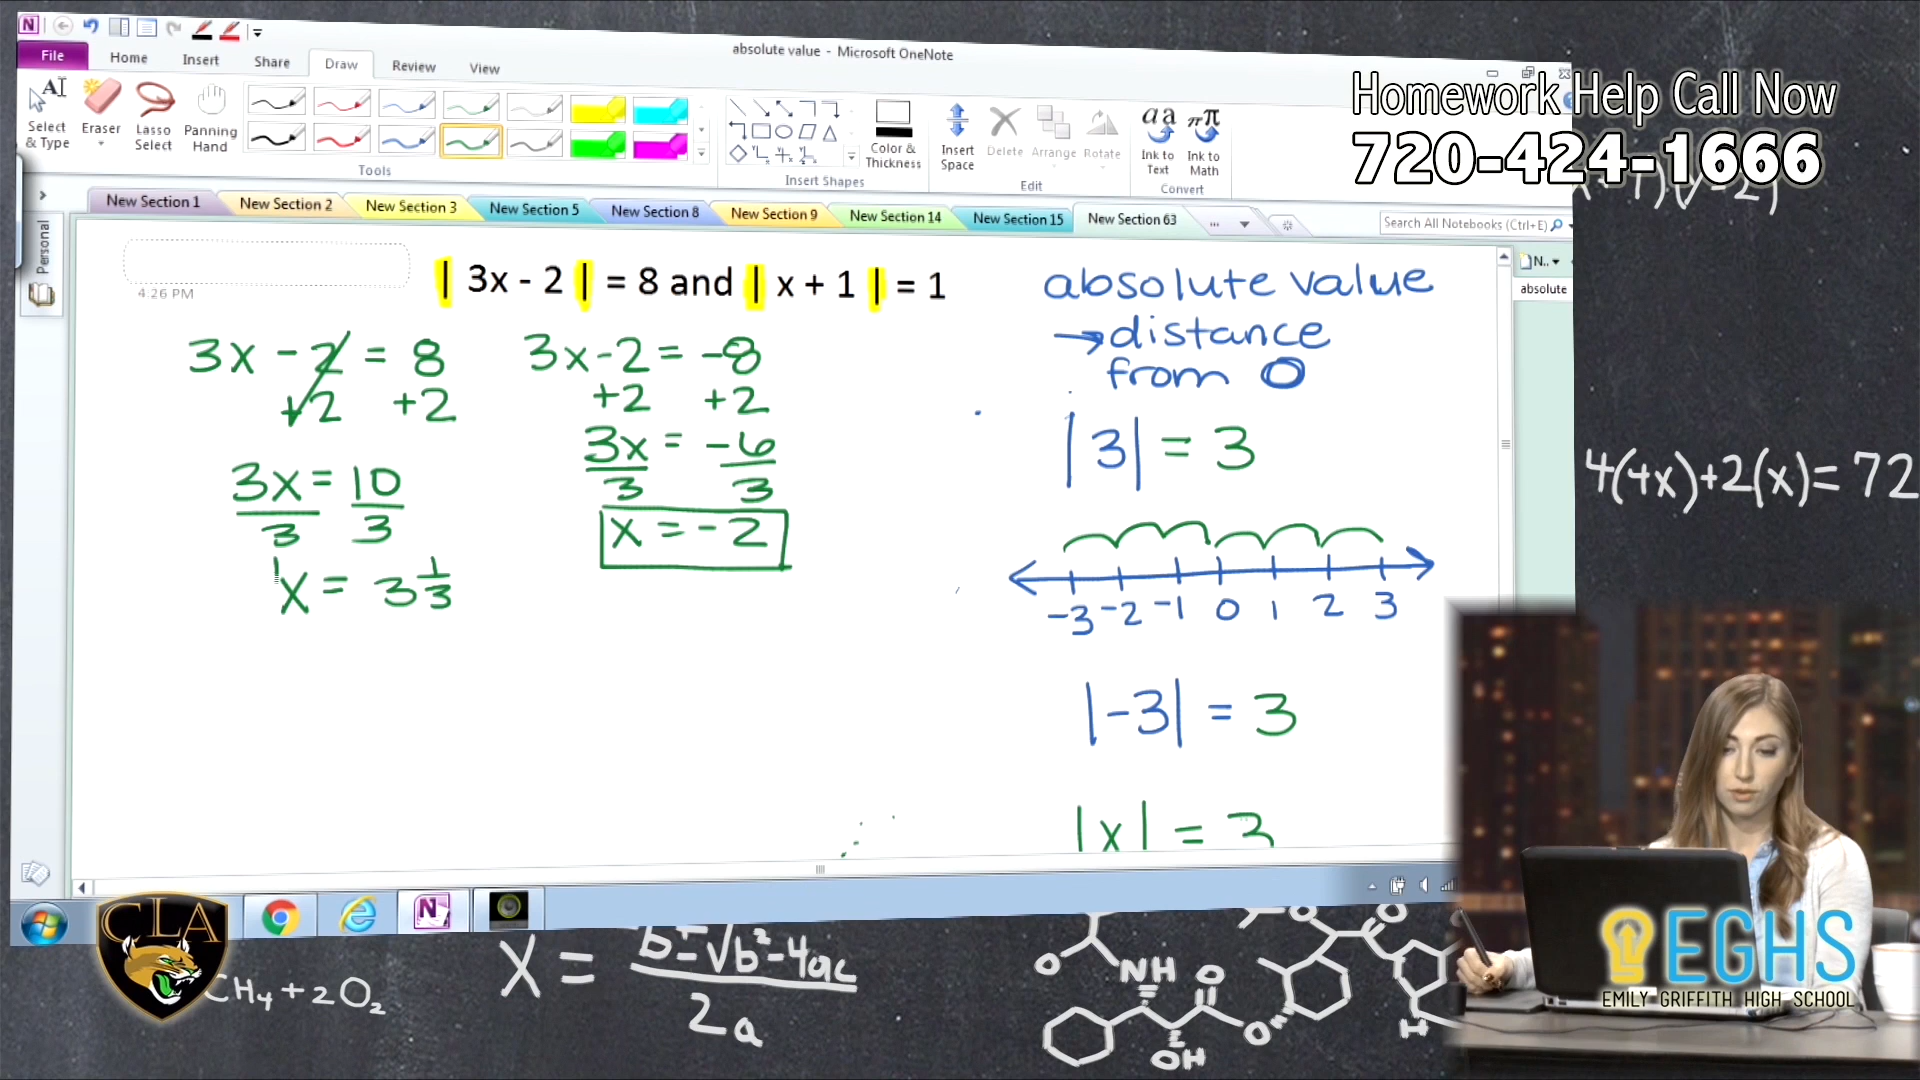 absolute value - Microsoft OneNote
File Home Insert Share Draw Review View
Homework Help Call Now
720-424-1666
Select & Type
Eraser
Lasso Select
Panning Hand
Color & Thickness
Insert Space
Delete
Arrange
Rotate
Ink to Text
Ink to Math
Tools
Insert Shapes
Edit
Convert
New Section 1
New Section 2
New Section 3
New Section 5
New Section 8
New Section 9
New Section 14
New Section 15
New Section 63
Search All Notebooks (Ctrl+E)
Personal
N..
absolute
4:26 PM
| 3x - 2 | = 8 and | x + 1 | = 1
3x - 2 = 8
+2 +2
3x = 10
3 3
x = 3 1/3
3x - 2 = -8
+2 +2
3x = -6
3 3
x = -2
absolute value
→ distance
from 0
|3| = 3
-3 -2 -1 0 1 2 3
|-3| = 3
|x| = 3
4(4x)+2(x)= 72
CLA
CH4 + 2O2
X = b±√b²-4ac
2a
NH
O
O
O
OH
H
EGHS
EMILY GRIFFITH HIGH SCHOOL